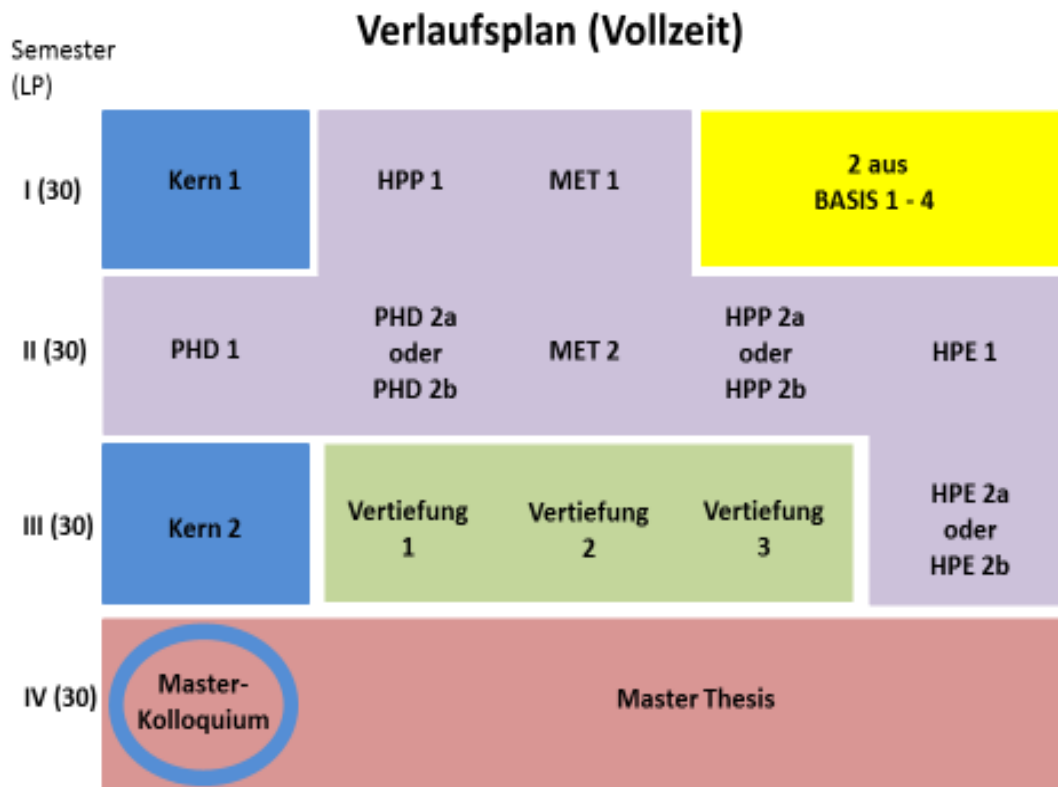 Verlaufsplan (Vollzeit)
Semester
(LP)
I (30)
Kern 1
HPP 1
MET 1
2 aus
BASIS 1 - 4
II (30)
PHD 1
PHD 2a
oder
PHD 2b
MET 2
HPP 2a
oder
HPP 2b
HPE 1
III (30)
Kern 2
Vertiefung
1
Vertiefung
2
Vertiefung
3
HPE 2a
oder
HPE 2b
IV (30)
Master-
Kolloquium
Master Thesis